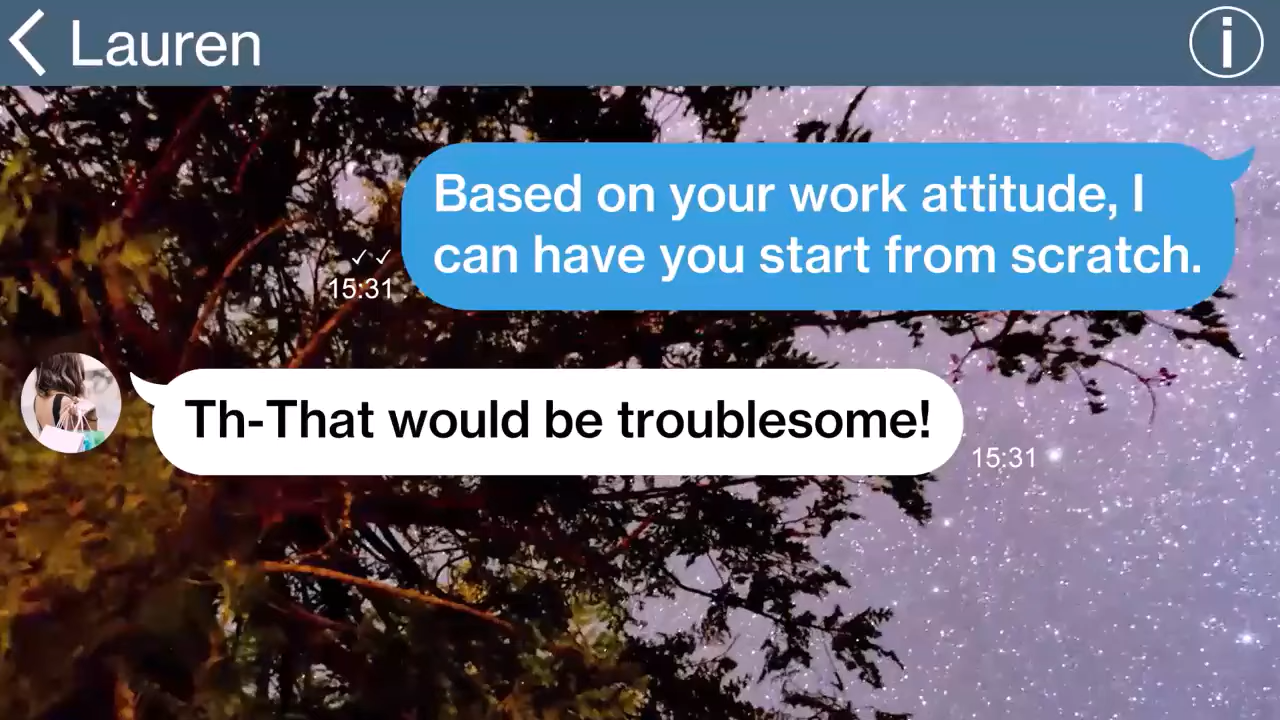 Lauren
Based on your work attitude, I
can have you start from scratch.
15:31
Th-That would be troublesome!
15:31